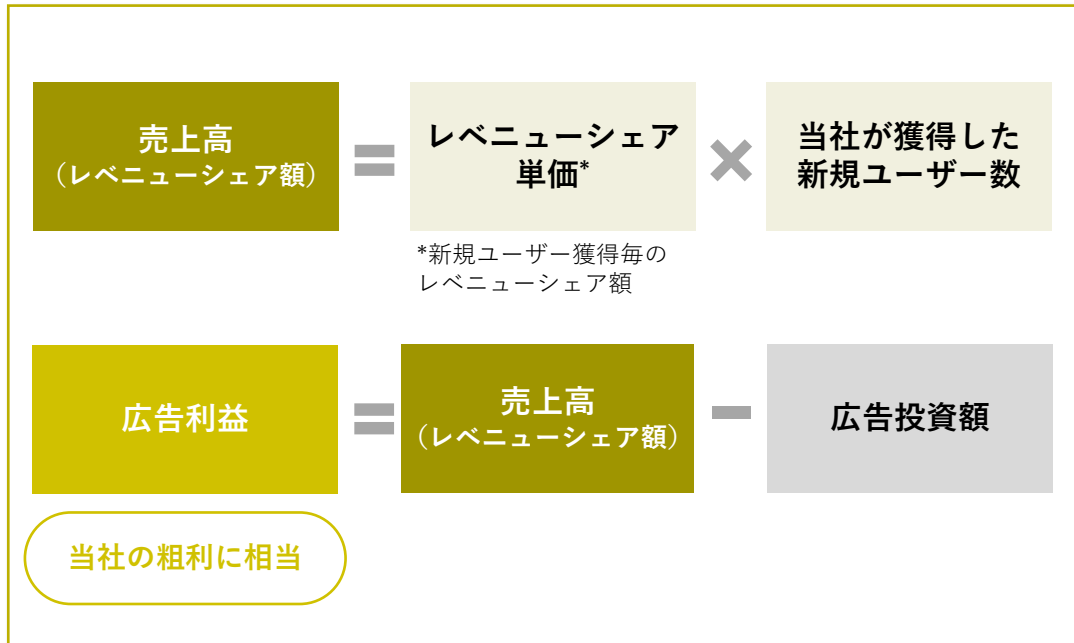 売上高
(レベニューシェア額)
=
レベニューシェア
単価*
×
当社が獲得した
新規ユーザー数
*新規ユーザー獲得毎の
レベニューシェア額
広告利益
=
売上高
(レベニューシェア額)
-
広告投資額
当社の粗利に相当